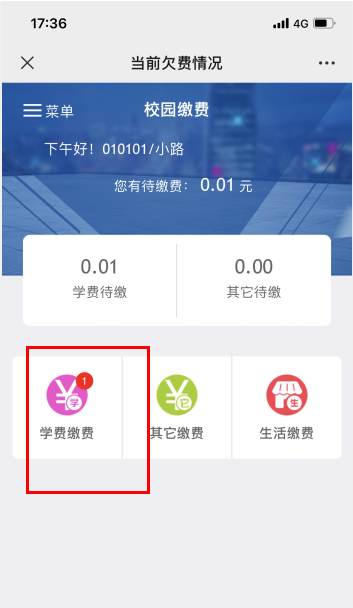 17:36
4G
当前欠费情况
菜单
校园缴费
下午好！010101/小路
您有待缴费： 0.01 元
0.01
0.00
学费待缴
其它待缴
1
学
它
生
学费缴费
其它缴费
生活缴费